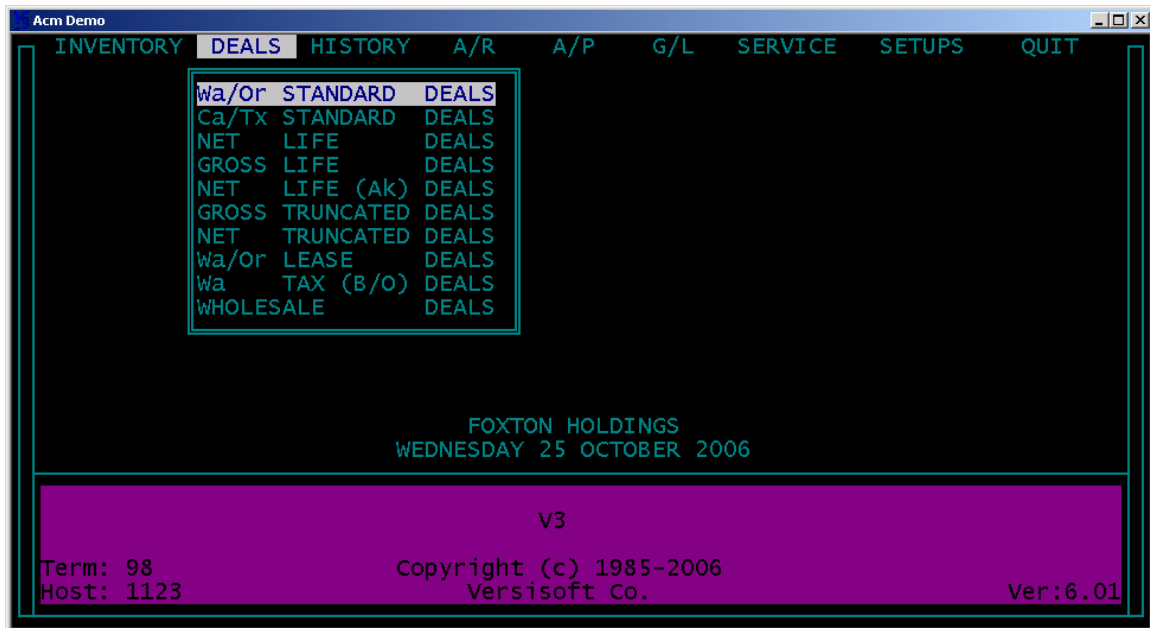 Acm Demo
INVENTORY DEALS HISTORY A/R A/P G/L SERVICE SETUPS QUIT
Wa/Or STANDARD DEALS
Ca/Tx STANDARD DEALS
NET LIFE DEALS
GROSS LIFE DEALS
NET LIFE (Ak) DEALS
GROSS TRUNCATED DEALS
NET TRUNCATED DEALS
Wa/Or LEASE DEALS
Wa TAX (B/O) DEALS
WHOLESALE DEALS
FOXTON HOLDINGS
WEDNESDAY 25 OCTOBER 2006
V3
Term: 98 Copyright (c) 1985-2006
Host: 1123 Versisoft Co. Ver:6.01